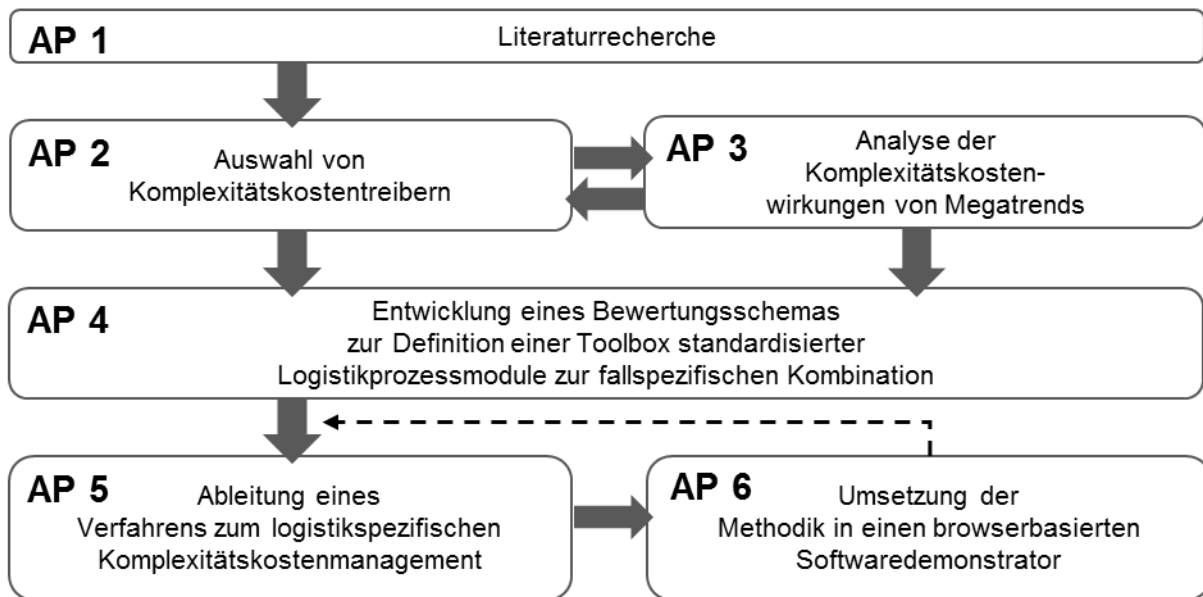 AP 1
Literaturrecherche
AP 2
Auswahl von
Komplexitätskostentreibern
AP 3
Analyse der
Komplexitätskosten-
wirkungen von Megatrends
AP 4
Entwicklung eines Bewertungsschemas
zur Definition einer Toolbox standardisierter
Logistikprozessmodule zur fallspezifischen Kombination
AP 5
Ableitung eines
Verfahrens zum logistikspezifischen
Komplexitätskostenmanagement
AP 6
Umsetzung der
Methodik in einen browserbasierten
Softwaredemonstrator